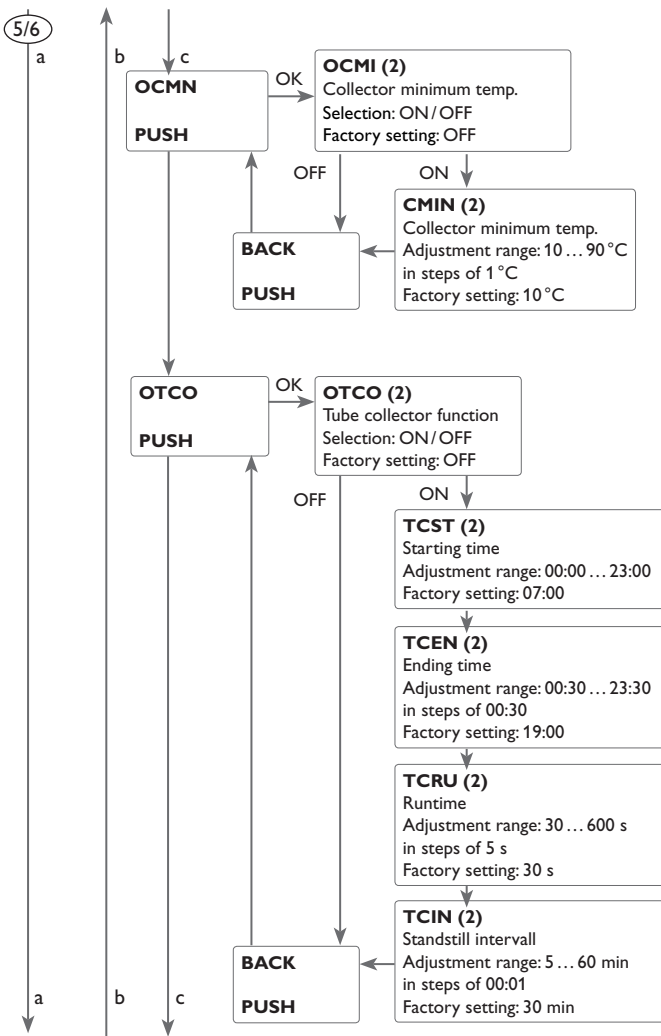 5/6
a
b
c
OCMN
PUSH
OK
OCMI (2)
Collector minimum temp.
Selection: ON / OFF
Factory setting: OFF
OFF
ON
CMIN (2)
Collector minimum temp.
Adjustment range: 10 … 90 °C
in steps of 1 °C
Factory setting: 10 °C
BACK
PUSH
OTCO
PUSH
OK
OTCO (2)
Tube collector function
Selection: ON / OFF
Factory setting: OFF
OFF
ON
TCST (2)
Starting time
Adjustment range: 00:00 … 23:00
Factory setting: 07:00
TCEN (2)
Ending time
Adjustment range: 00:30 … 23:30
in steps of 00:30
Factory setting: 19:00
TCRU (2)
Runtime
Adjustment range: 30 … 600 s
in steps of 5 s
Factory setting: 30 s
TCIN (2)
Standstill intervall
Adjustment range: 5 … 60 min
in steps of 00:01
Factory setting: 30 min
BACK
PUSH
a
b
c